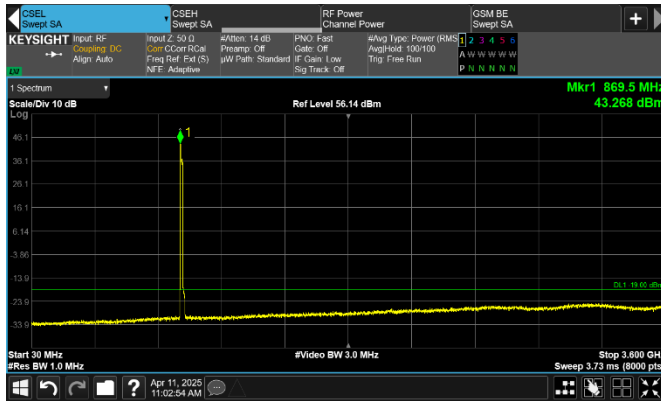 CSEL
Swept SA
CSEH
Swept SA
RF Power
Channel Power
GSM BE
Swept SA
KEYSIGHT
Input: RF
Coupling: DC
Align: Auto
Input Z: 50 Ω
Corr CCorr RCal
Freq Ref: Ext (S)
NFE: Adaptive
#Atten: 14 dB
Preamp: Off
µW Path: Standard
PNO: Fast
Gate: Off
IF Gain: Low
Sig Track: Off
#Avg Type: Power (RMS
Avg|Hold: 100/100
Trig: Free Run
1 2 3 4 5 6
A W W W W W
P N N N N N
1 Spectrum
Scale/Div 10 dB
Log
Ref Level 56.14 dBm
Mkr1 869.5 MHz
43.268 dBm
1
46.1
36.1
26.1
16.1
6.14
-3.86
-13.9
-23.9
-33.9
DL1 -19.00 dBm
Start 30 MHz
#Res BW 1.0 MHz
#Video BW 3.0 MHz
Stop 3.600 GHz
Sweep 3.73 ms (8000 pts)
Apr 11, 2025
11:02:54 AM